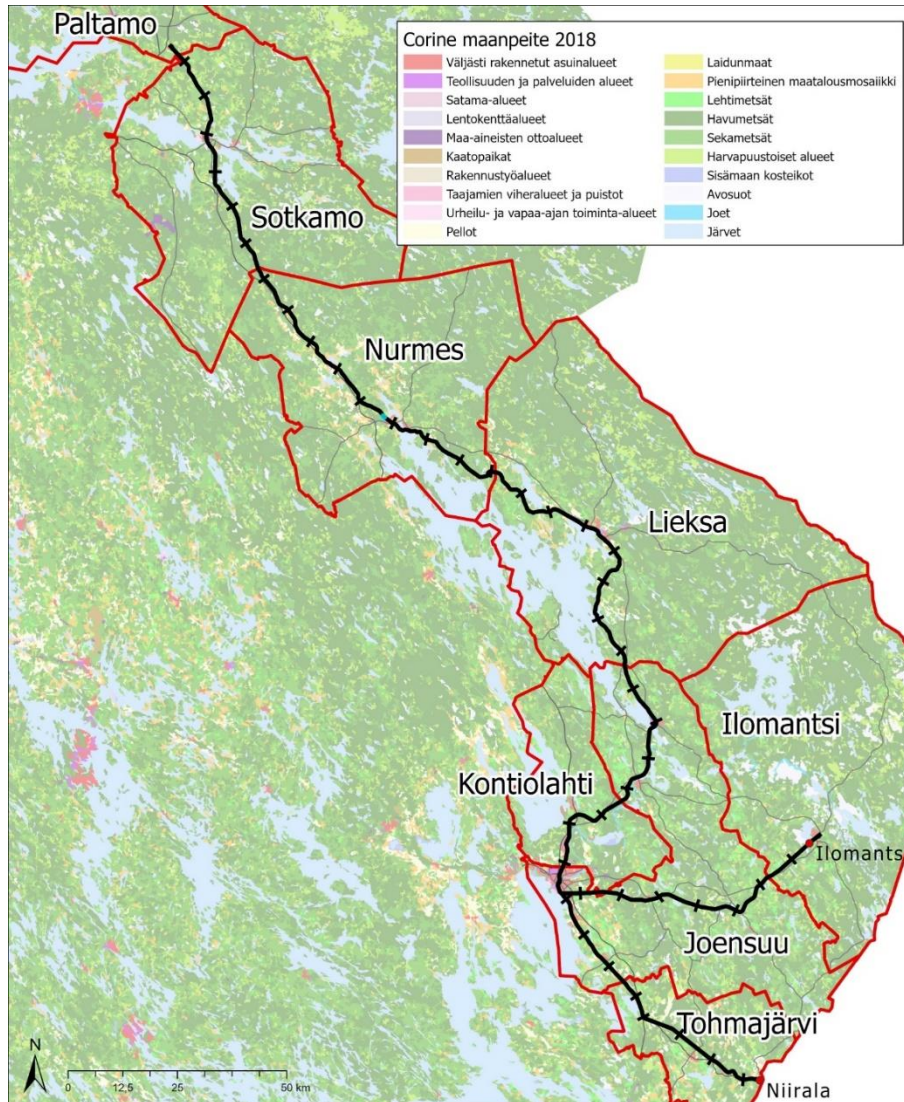 Paltamo
Corine maanpeite 2018
Väljästi rakennetut asuinalueet
Teollisuuden ja palveluiden alueet
Satama-alueet
Lentokenttäalueet
Maa-aineisten ottoalueet
Kaatopaikat
Rakennustyöalueet
Taajamien viheralueet ja puistot
Urheilu- ja vapaa-ajan toiminta-alueet
Pellot
Laidunmaat
Pienipiirteinen maatalousmosaiikki
Lehtimetsät
Havumetsät
Sekametsät
Harvapuustoiset alueet
Sisämaan kosteikot
Avosuot
Joet
Järvet
Sotkamo
Nurmes
Lieksa
Ilomantsi
Kontiolahti
Ilomants
Joensuu
Tohmajärvi
Niirala
N
0 12,5 25 50 km